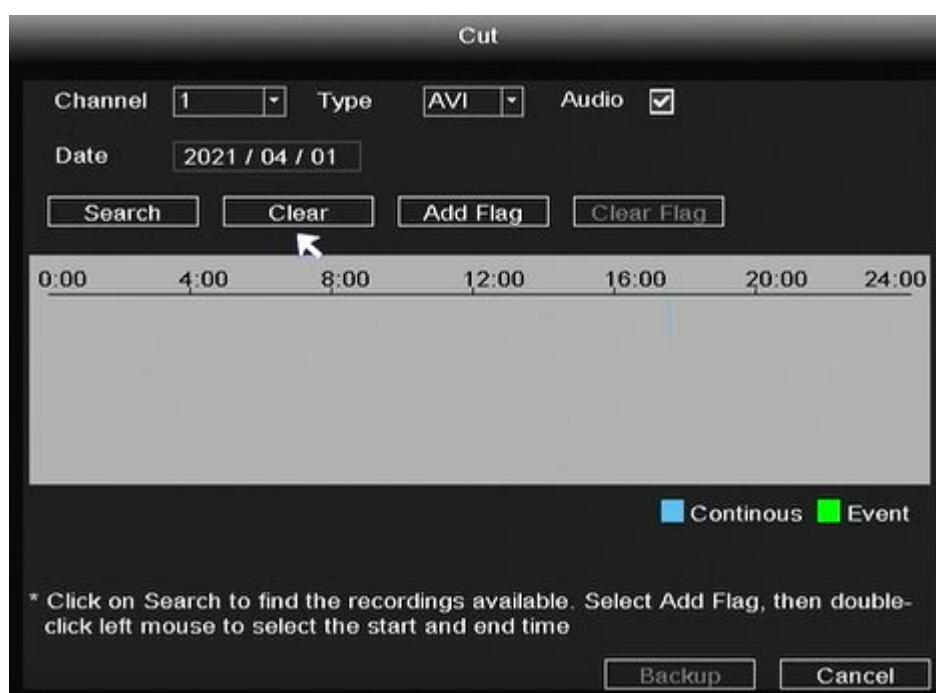 Cut
Channel 1 Type AVI Audio
Date 2021 / 04 / 01
Search Clear Add Flag Clear Flag
0:00 4:00 8:00 12:00 16:00 20:00 24:00
Continous Event
* Click on Search to find the recordings available. Select Add Flag, then double-
click left mouse to select the start and end time
Backup Cancel